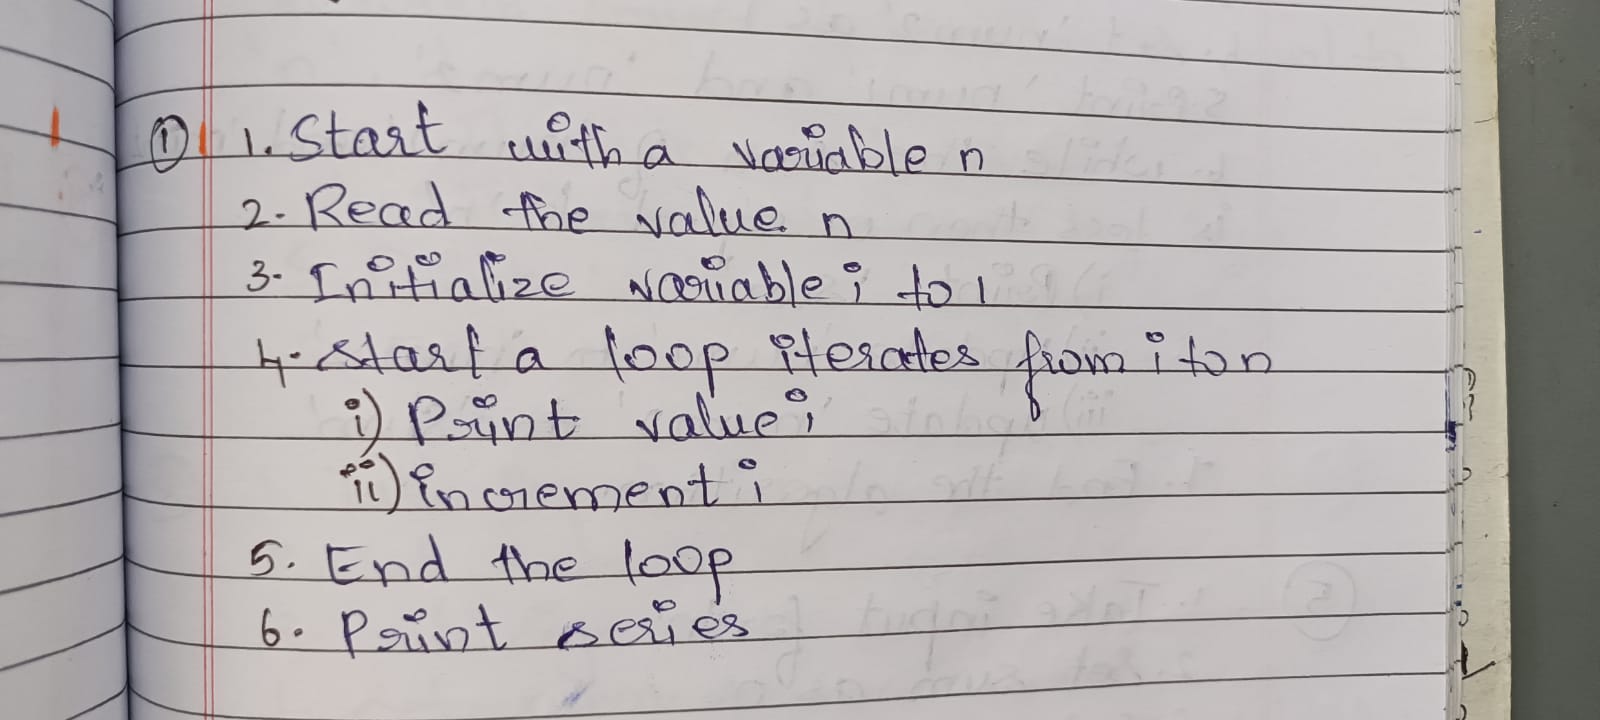 ① 1. Start with a variable n
2. Read the value n
3. Initialize variable i to 1
4. Start a loop iterates from i to n
i) Print value i
ii) increment i
5. End the loop
6. Print series